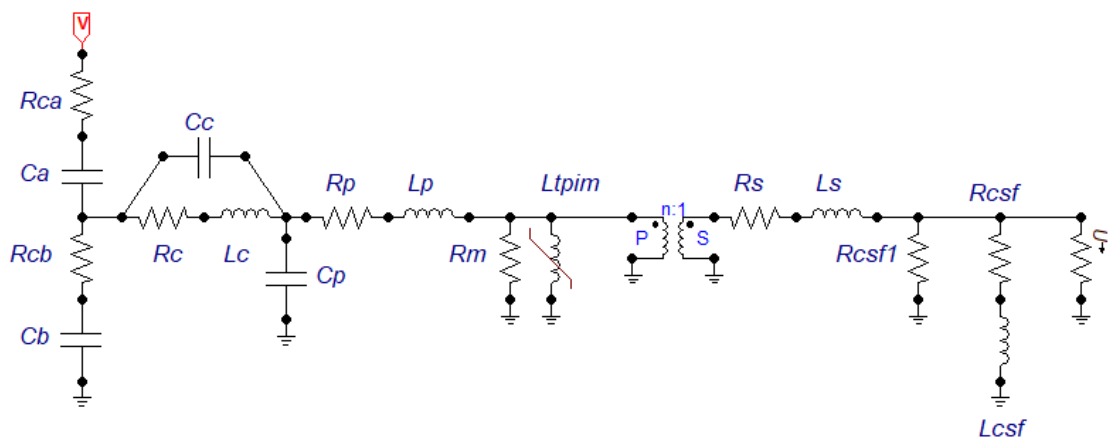 V
Rca
Cc
Ca
Rp
Lp
Ltpim
n:1
Rs
Ls
Rcsf
P
S
U
Rcb
Rc
Lc
Cp
Rm
Rcsf1
Cb
Lcsf